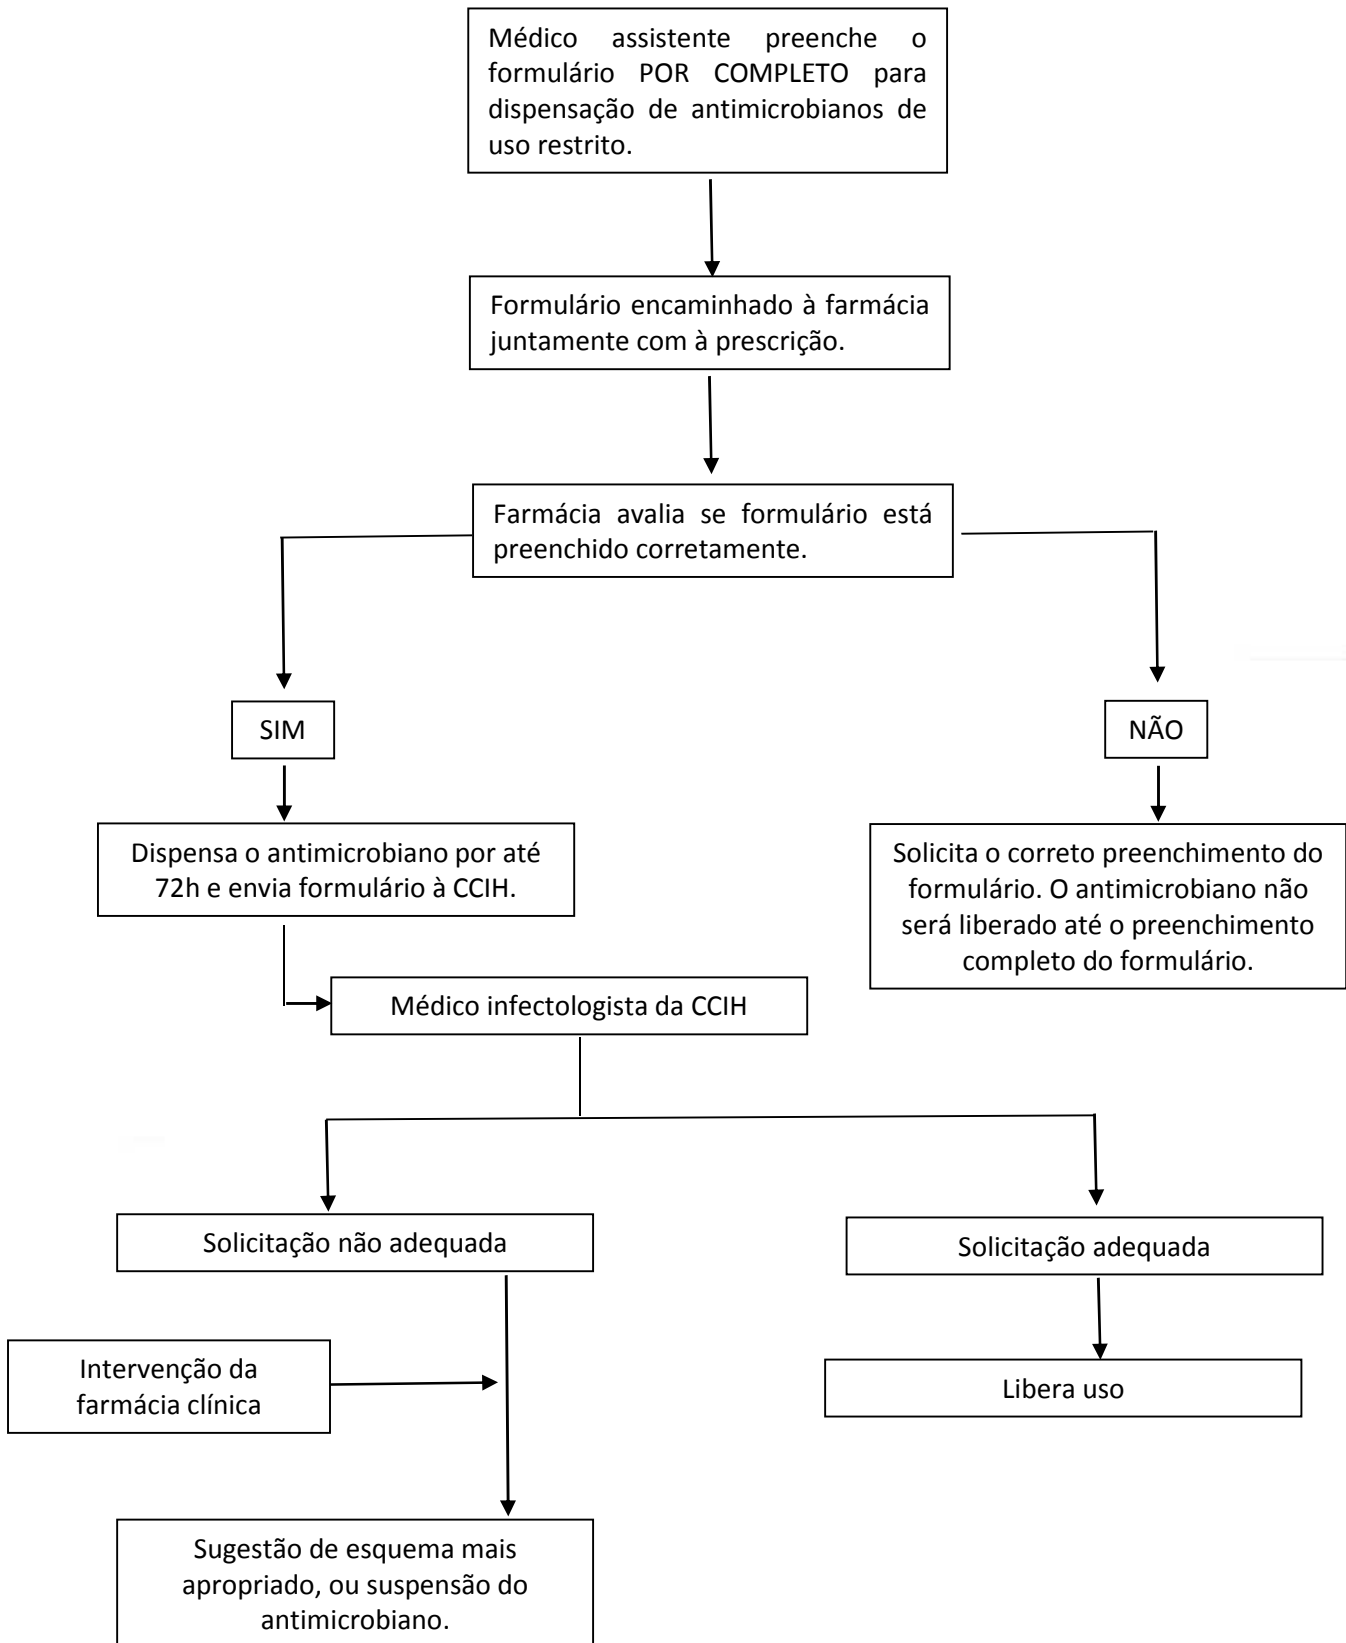 Médico assistente preenche o
formulário POR COMPLETO para
dispensação de antimicrobianos de
uso restrito.
Formulário encaminhado à farmácia
juntamente com à prescrição.
Farmácia avalia se formulário está
preenchido corretamente.
SIM
NÃO
Dispensa o antimicrobiano por até
72h e envia formulário à CCIH.
Solicita o correto preenchimento do
formulário. O antimicrobiano não
será liberado até o preenchimento
completo do formulário.
Médico infectologista da CCIH
Solicitação não adequada
Solicitação adequada
Intervenção da
farmácia clínica
Libera uso
Sugestão de esquema mais
apropriado, ou suspensão do
antimicrobiano.